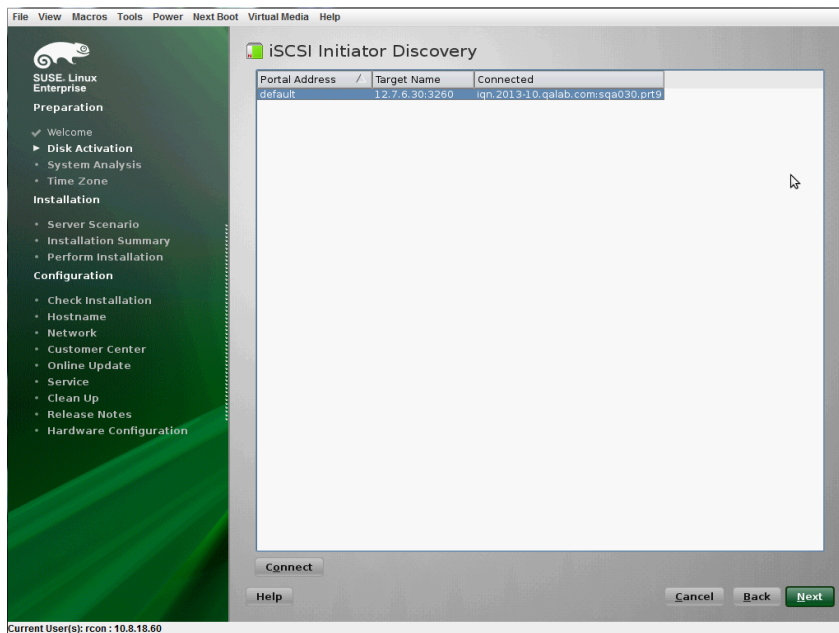 File View Macros Tools Power Next Boot Virtual Media Help
SUSE. Linux
Enterprise
Preparation
Welcome
Disk Activation
System Analysis
Time Zone
Installation
Server Scenario
Installation Summary
Perform Installation
Configuration
Check Installation
Hostname
Network
Customer Center
Online Update
Service
Clean Up
Release Notes
Hardware Configuration
iSCSI Initiator Discovery
Portal Address Target Name Connected
default 12.7.6.30:3260 iqn.2013-10.qalab.com:sqa030.prt9
Connect
Help Cancel Back Next
Current User(s): rcon : 10.8.18.60